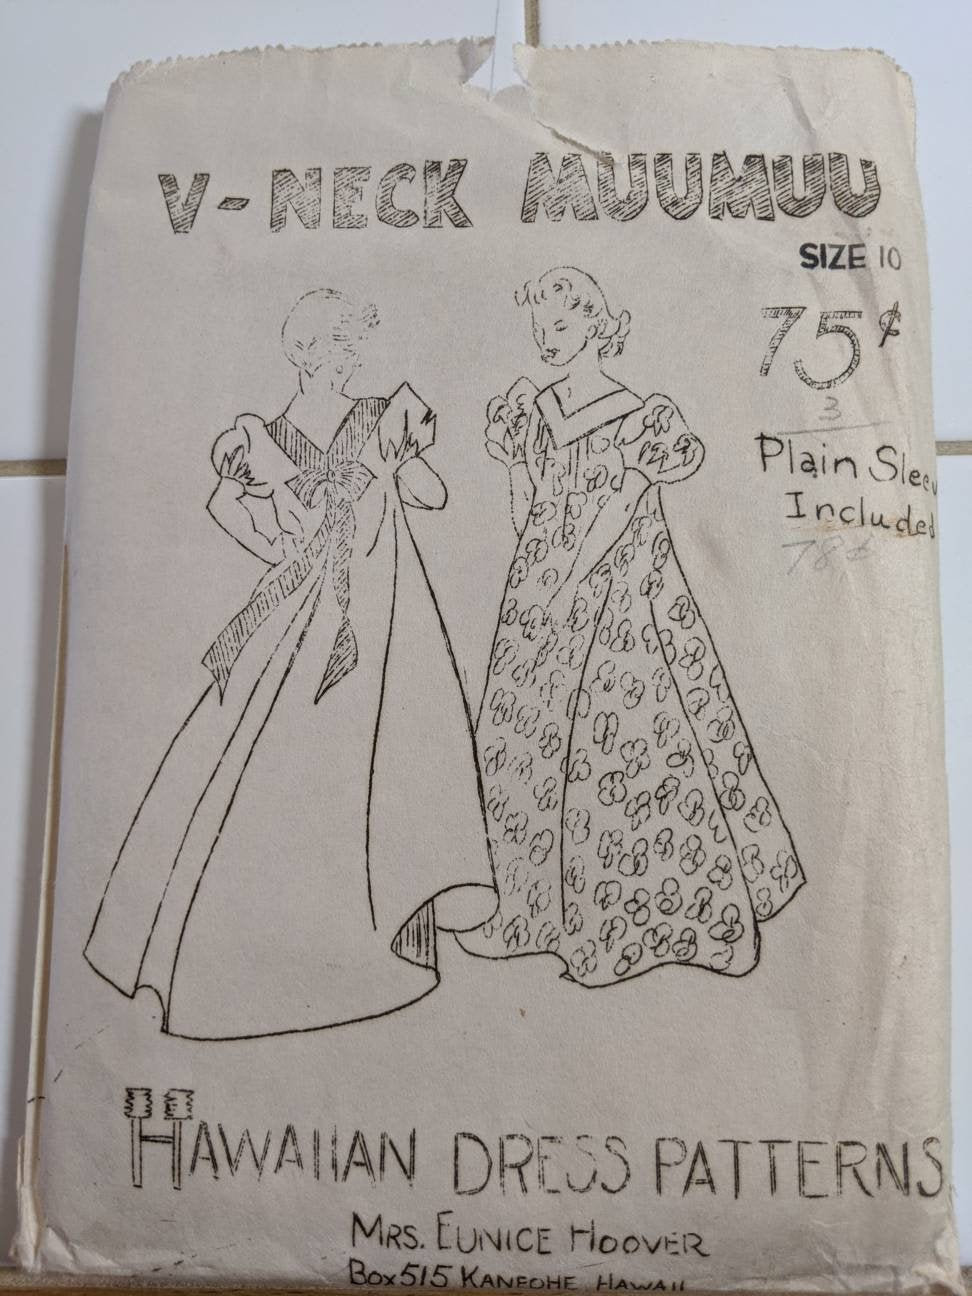 V-NECK MUUMUU
SIZE 10
75¢
3
Plain Sleev
Included
78¢
HAWAIIAN DRESS PATTERNS
MRS. EUNICE HOOVER
Box 515 KANEOHE, HAWAII